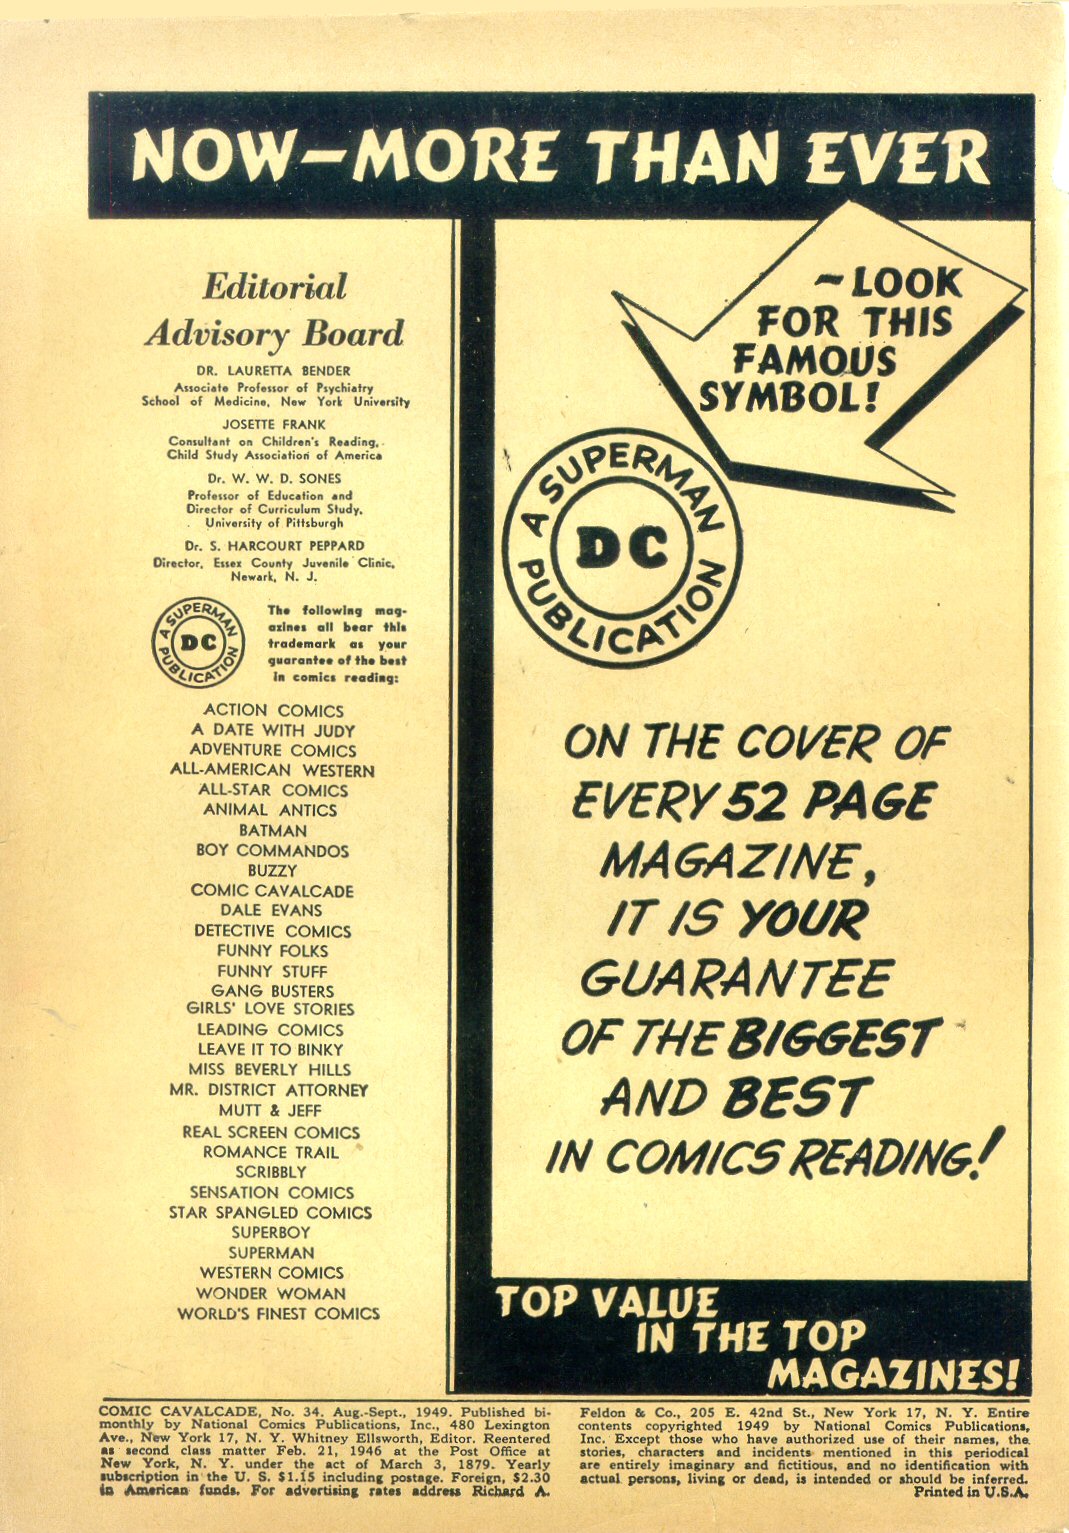 NOW—MORE THAN EVER
Editorial
Advisory Board
DR. LAURETTA BENDER
Associate Professor of Psychiatry
School of Medicine, New York University
JOSETTE FRANK
Consultant on Children's Reading,
Child Study Association of America
Dr. W. W. D. SONES
Professor of Education and
Director of Curriculum Study,
University of Pittsburgh
Dr. S. HARCOURT PEPPARD
Director, Essex County Juvenile Clinic,
Newark, N. J.
A SUPERMAN
DC
PUBLICATION
The following mag-
azines all bear this
trademark as your
guarantee of the best
in comics reading:
ACTION COMICS
A DATE WITH JUDY
ADVENTURE COMICS
ALL-AMERICAN WESTERN
ALL-STAR COMICS
ANIMAL ANTICS
BATMAN
BOY COMMANDOS
BUZZY
COMIC CAVALCADE
DALE EVANS
DETECTIVE COMICS
FUNNY FOLKS
FUNNY STUFF
GANG BUSTERS
GIRLS' LOVE STORIES
LEADING COMICS
LEAVE IT TO BINKY
MISS BEVERLY HILLS
MR. DISTRICT ATTORNEY
MUTT & JEFF
REAL SCREEN COMICS
ROMANCE TRAIL
SCRIBBLY
SENSATION COMICS
STAR SPANGLED COMICS
SUPERBOY
SUPERMAN
WESTERN COMICS
WONDER WOMAN
WORLD'S FINEST COMICS
~LOOK
FOR THIS
FAMOUS
SYMBOL!
A SUPERMAN
DC
PUBLICATION
ON THE COVER OF
EVERY 52 PAGE
MAGAZINE,
IT IS YOUR
GUARANTEE
OF THE BIGGEST
AND BEST
IN COMICS READING!
TOP VALUE
IN THE TOP
MAGAZINES!
COMIC CAVALCADE, No. 34. Aug.-Sept., 1949. Published bi-
monthly by National Comics Publications, Inc., 480 Lexington
Ave., New York 17, N. Y. Whitney Ellsworth, Editor. Reentered
as second class matter Feb. 21, 1946 at the Post Office at
New York, N. Y. under the act of March 3, 1879. Yearly
subscription in the U. S. $1.15 including postage. Foreign, $2.30
in American funds. For advertising rates address Richard A.
Feldon & Co., 205 E. 42nd St., New York 17, N. Y. Entire
contents copyrighted 1949 by National Comics Publications,
Inc. Except those who have authorized use of their names, the
stories, characters and incidents mentioned in this periodical
are entirely imaginary and fictitious, and no identification with
actual persons, living or dead, is intended or should be inferred.
Printed in U.S.A.